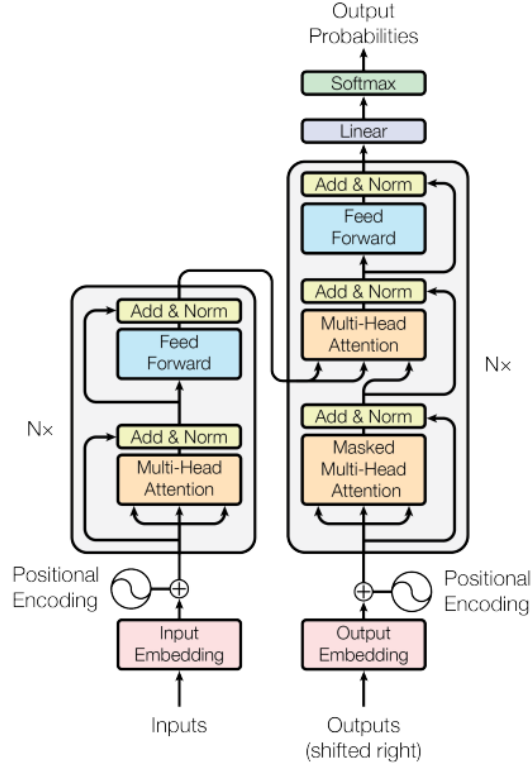 Output
Probabilities
Softmax
Linear
Add & Norm
Feed
Forward
Add & Norm
Multi-Head
Attention
Add & Norm
Masked
Multi-Head
Attention
N×
Add & Norm
Feed
Forward
Add & Norm
Multi-Head
Attention
N×
Positional
Encoding
Positional
Encoding
Input
Embedding
Output
Embedding
Inputs
Outputs
(shifted right)